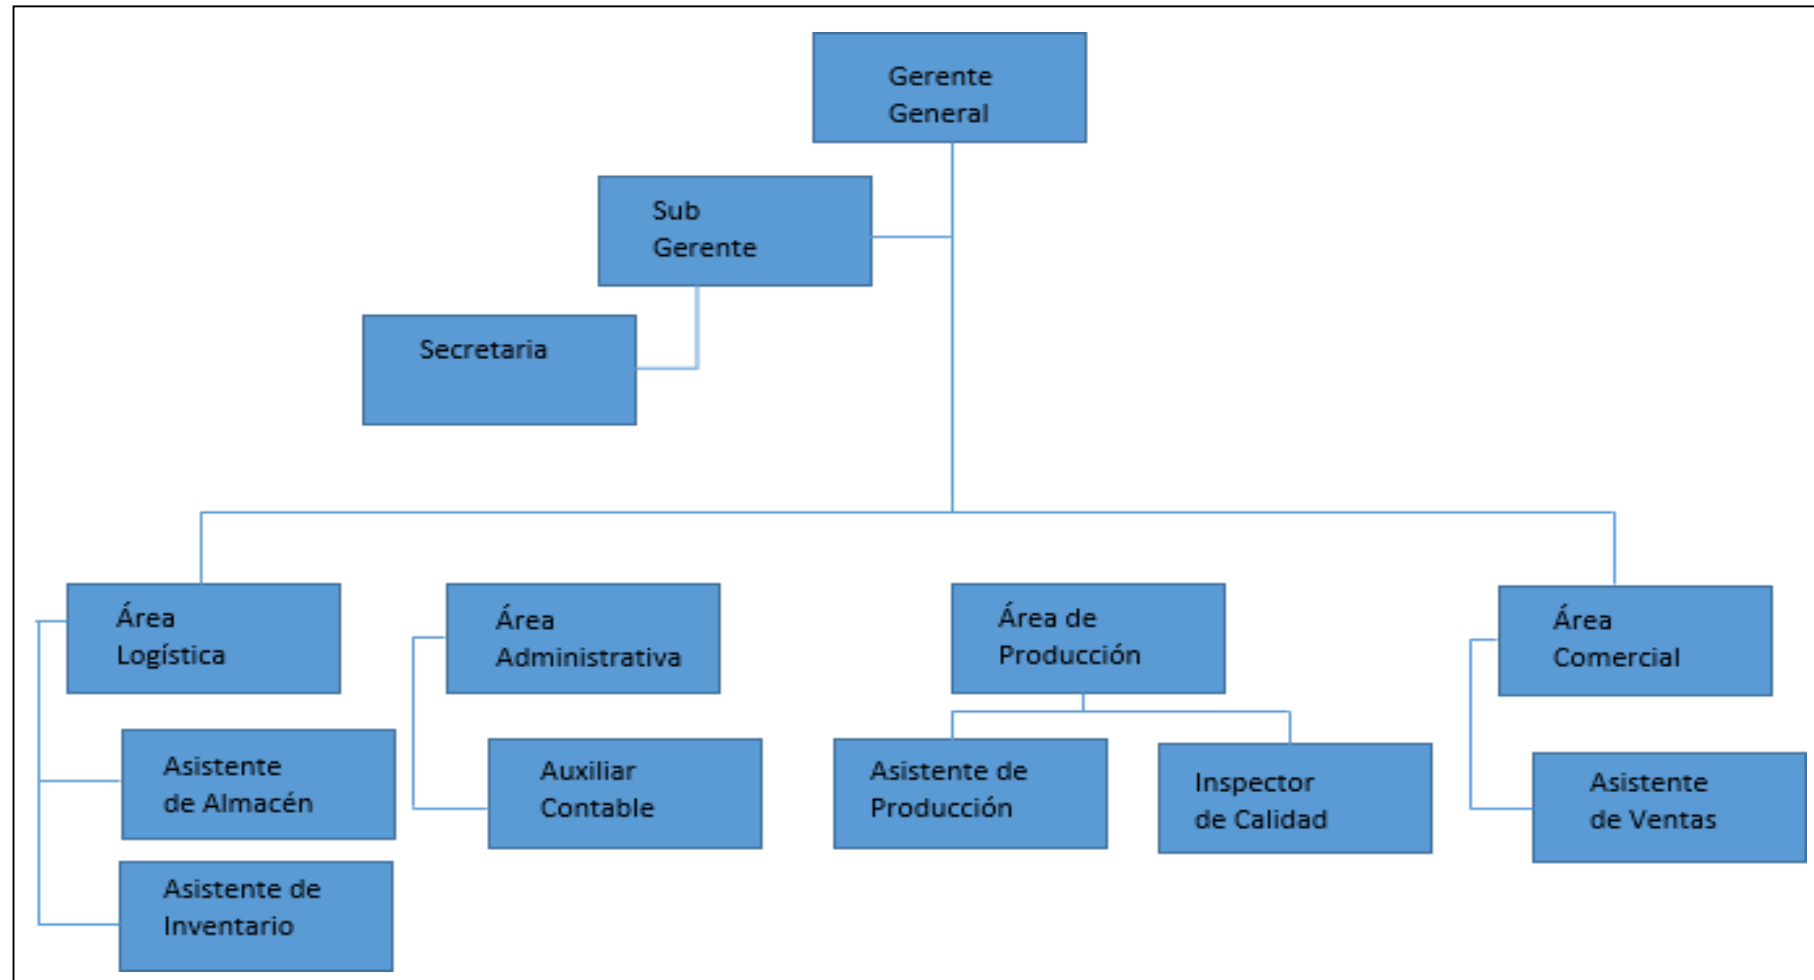 Gerente
General
Sub
Gerente
Secretaria
Área
Logística
Área
Administrativa
Área de
Producción
Área
Comercial
Asistente
de Almacén
Auxiliar
Contable
Asistente de
Producción
Inspector
de Calidad
Asistente
de Ventas
Asistente de
Inventario